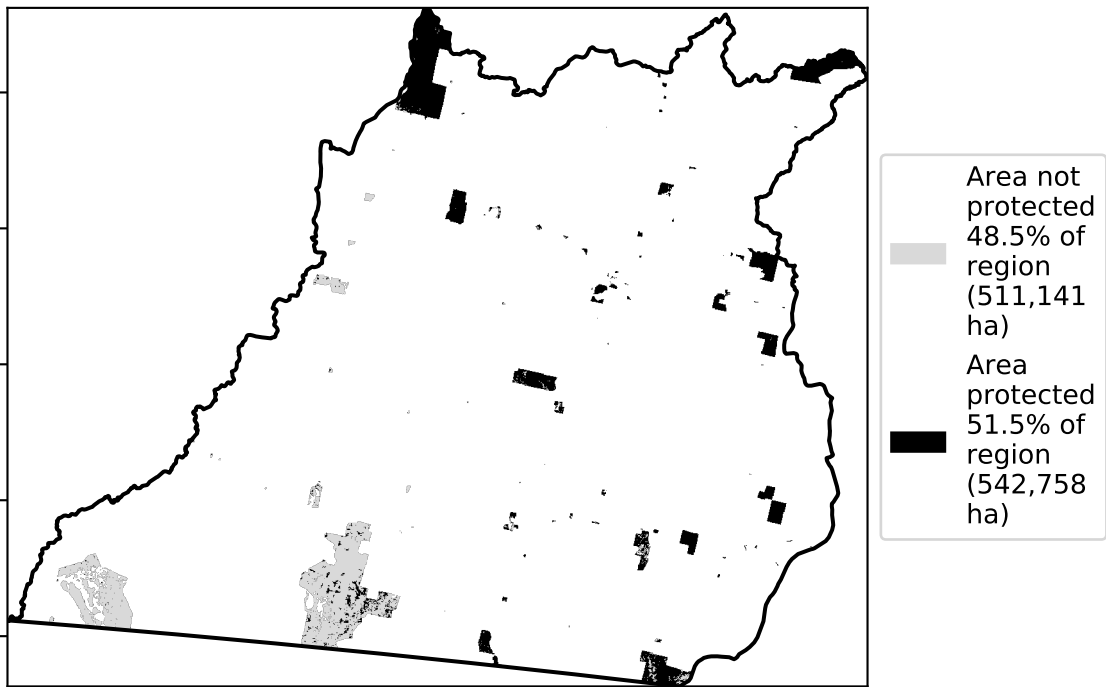 Area not
protected
48.5% of
region
(511,141
ha)
Area
protected
51.5% of
region
(542,758
ha)